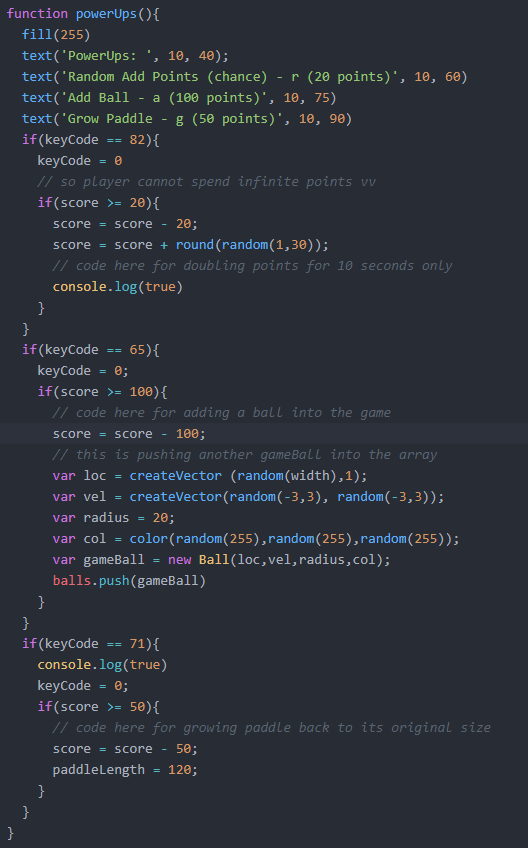 function powerUps(){
  fill(255)
  text('PowerUps: ', 10, 40);
  text('Random Add Points (chance) - r (20 points)', 10, 60)
  text('Add Ball - a (100 points)', 10, 75)
  text('Grow Paddle - g (50 points)', 10, 90)
  if(keyCode == 82){
    keyCode = 0
    // so player cannot spend infinite points vv
    if(score >= 20){
      score = score - 20;
      score = score + round(random(1,30));
      // code here for doubling points for 10 seconds only
      console.log(true)
    }
  }
  if(keyCode == 65){
    keyCode = 0;
    if(score >= 100){
      // code here for adding a ball into the game
      score = score - 100;
      // this is pushing another gameBall into the array
      var loc = createVector (random(width),1);
      var vel = createVector(random(-3,3), random(-3,3));
      var radius = 20;
      var col = color(random(255),random(255),random(255));
      var gameBall = new Ball(loc,vel,radius,col);
      balls.push(gameBall)
    }
  }
  if(keyCode == 71){
    console.log(true)
    keyCode = 0;
    if(score >= 50){
      // code here for growing paddle back to its original size
      score = score - 50;
      paddleLength = 120;
    }
  }
}